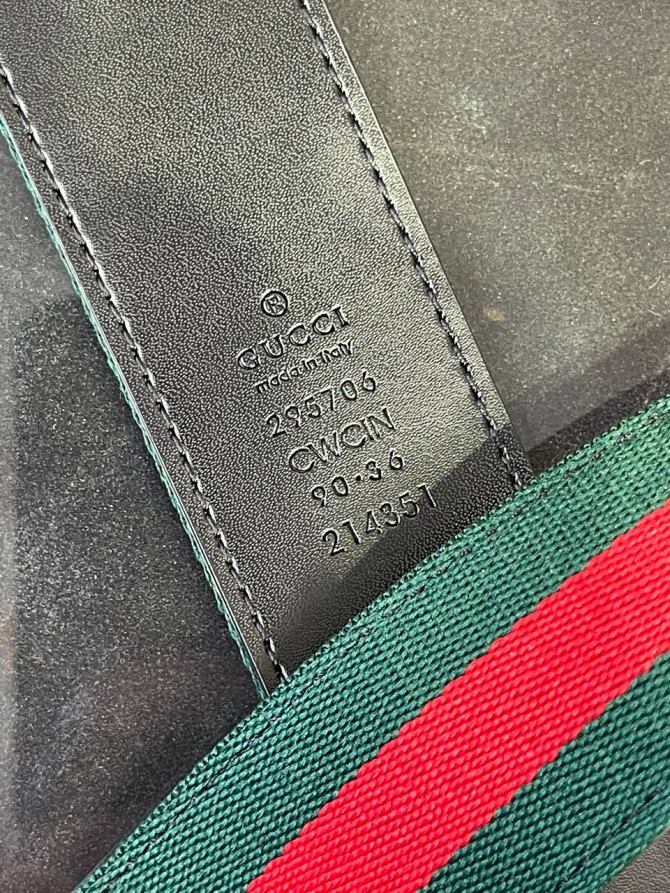 ®
GUCCI
made in italy
295706
CWCIN
90·36
214351